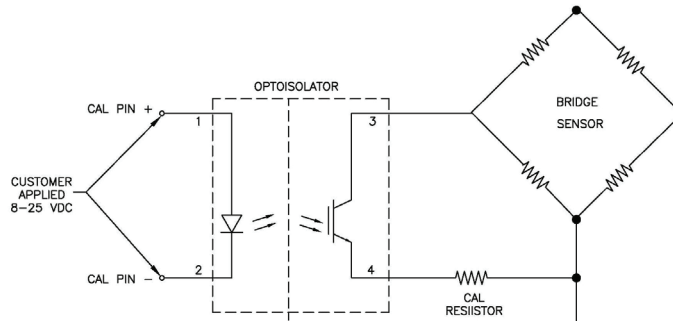 OPTOISOLATOR
CAL PIN +
1
3
BRIDGE
SENSOR
CUSTOMER
APPLIED
8-25 VDC
CAL PIN -
2
4
CAL
RESIISTOR